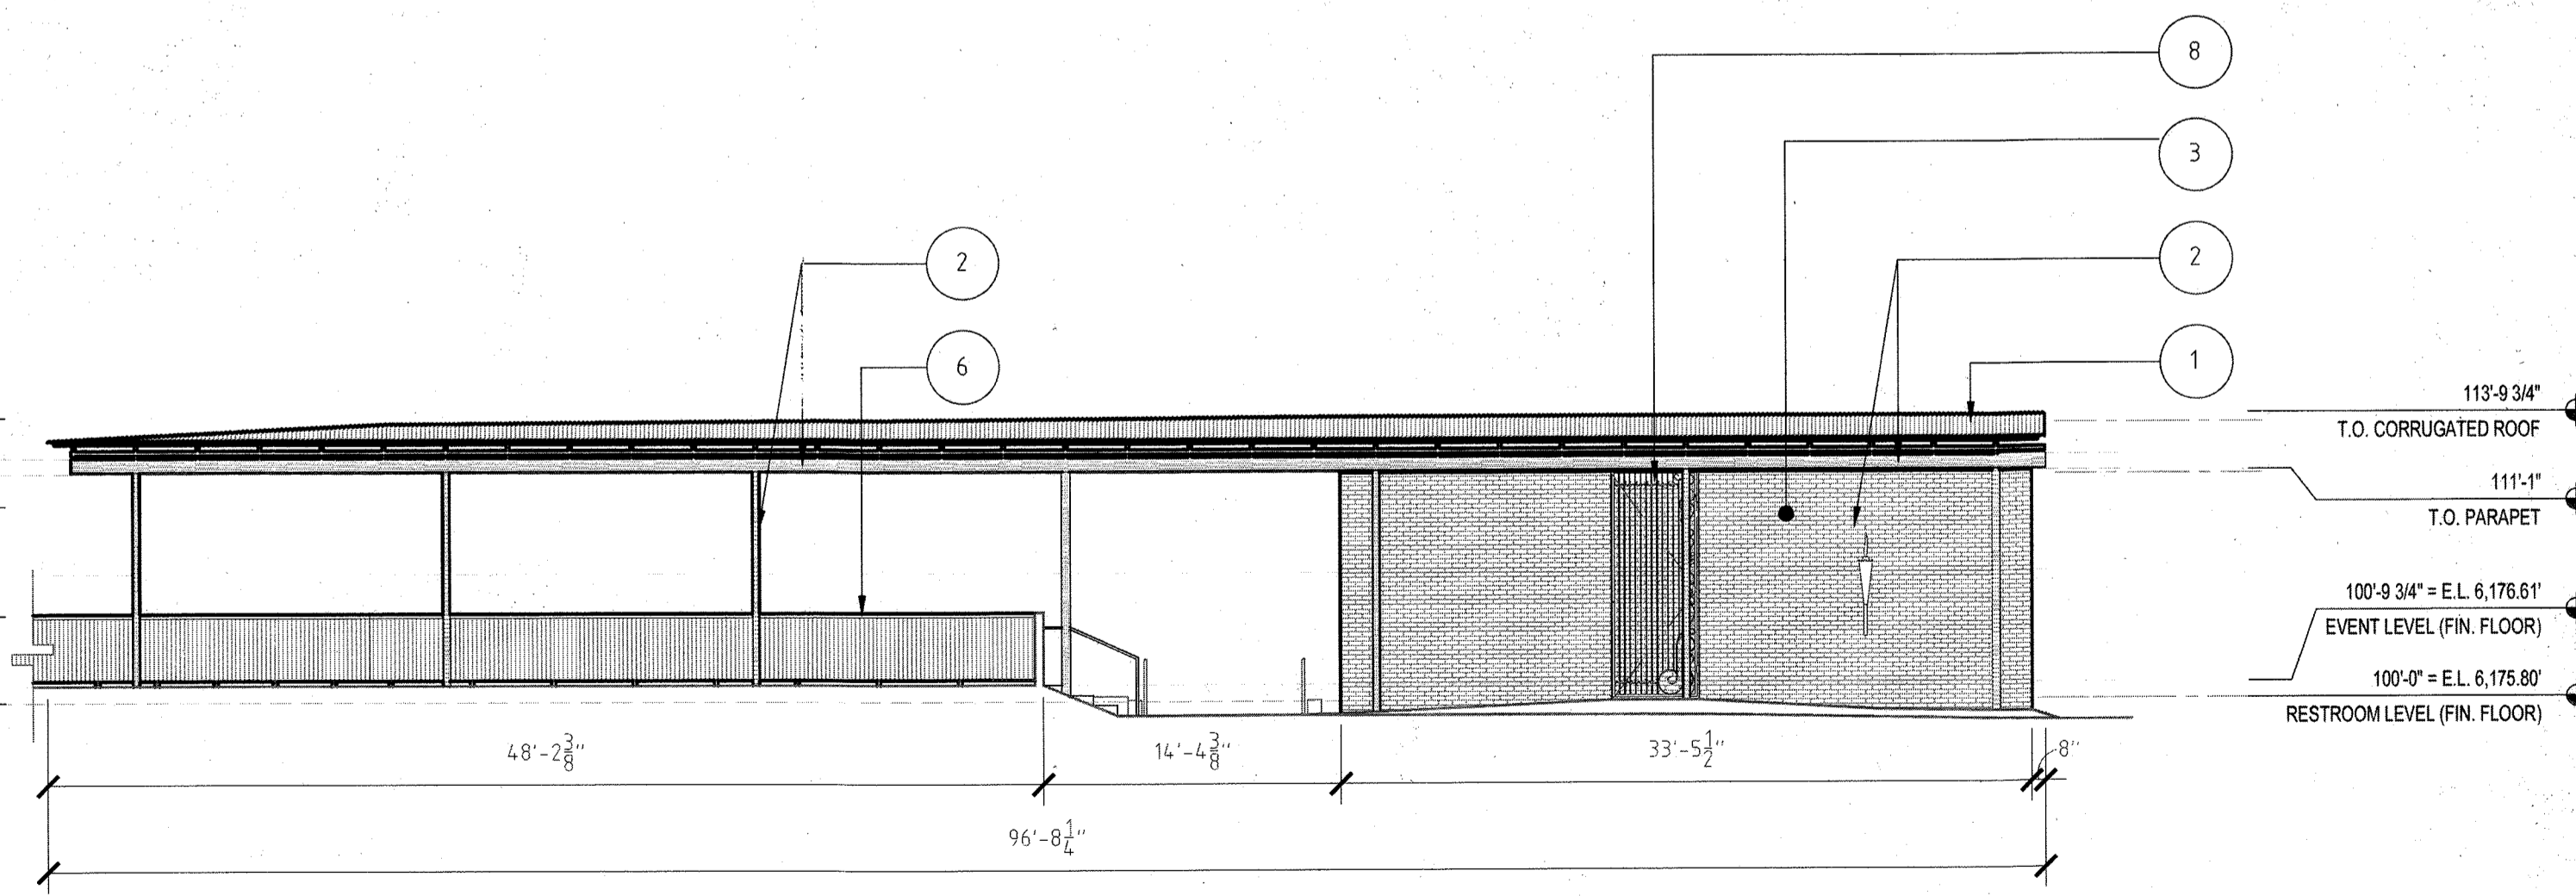 8
3
2
2
6
1
113'-9 3/4"
T.O. CORRUGATED ROOF
111'-1"
T.O. PARAPET
100'-9 3/4" = E.L. 6,176.61'
EVENT LEVEL (FIN. FLOOR)
100'-0" = E.L. 6,175.80'
RESTROOM LEVEL (FIN. FLOOR)
48'-2 3/8" 14'-4 3/8" 33'-5 1/2" 8"
96'-8 1/4"